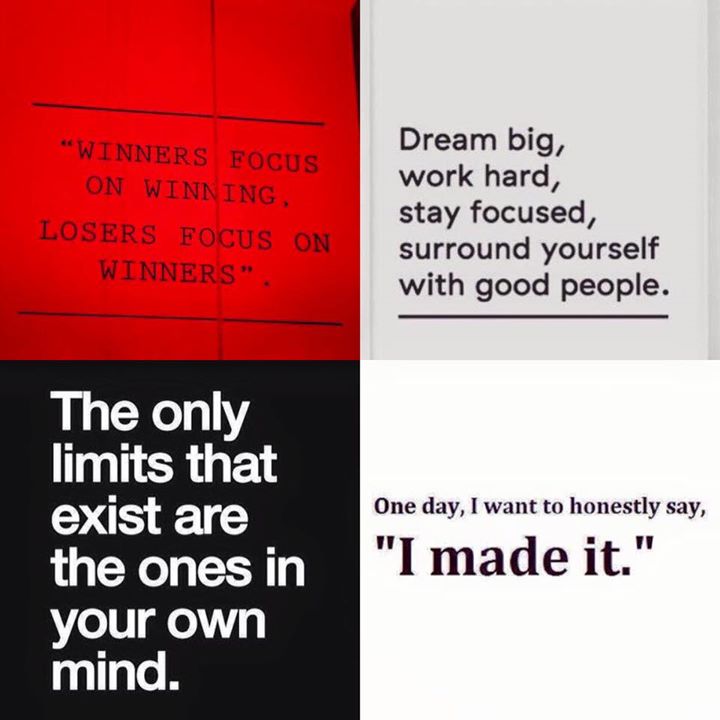 “WINNERS FOCUS
ON WINNING.
LOSERS FOCUS ON
WINNERS”.
Dream big,
work hard,
stay focused,
surround yourself
with good people.
The only
limits that
exist are
the ones in
your own
mind.
One day, I want to honestly say,
"I made it."